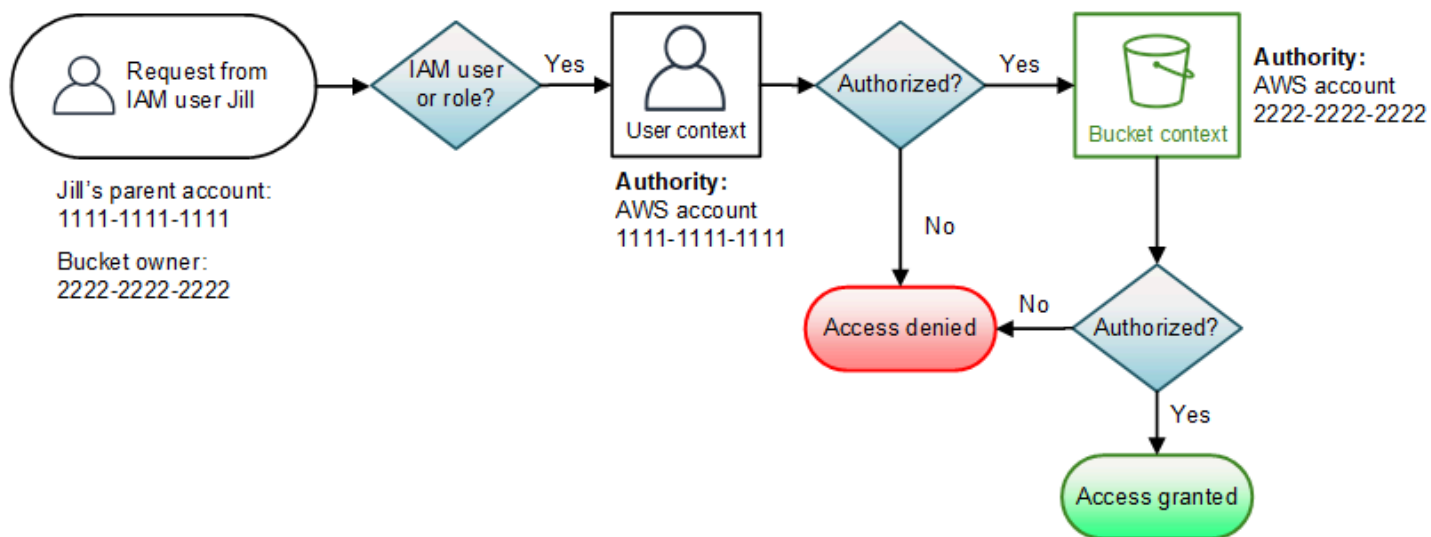 Request from
IAM user Jill
Jill's parent account:
1111-1111-1111
Bucket owner:
2222-2222-2222
IAM user
or role?
Yes
User context
Authority:
AWS account
1111-1111-1111
Authorized?
Yes
No
Bucket context
Authority:
AWS account
2222-2222-2222
Authorized?
No
Access denied
Yes
Access granted